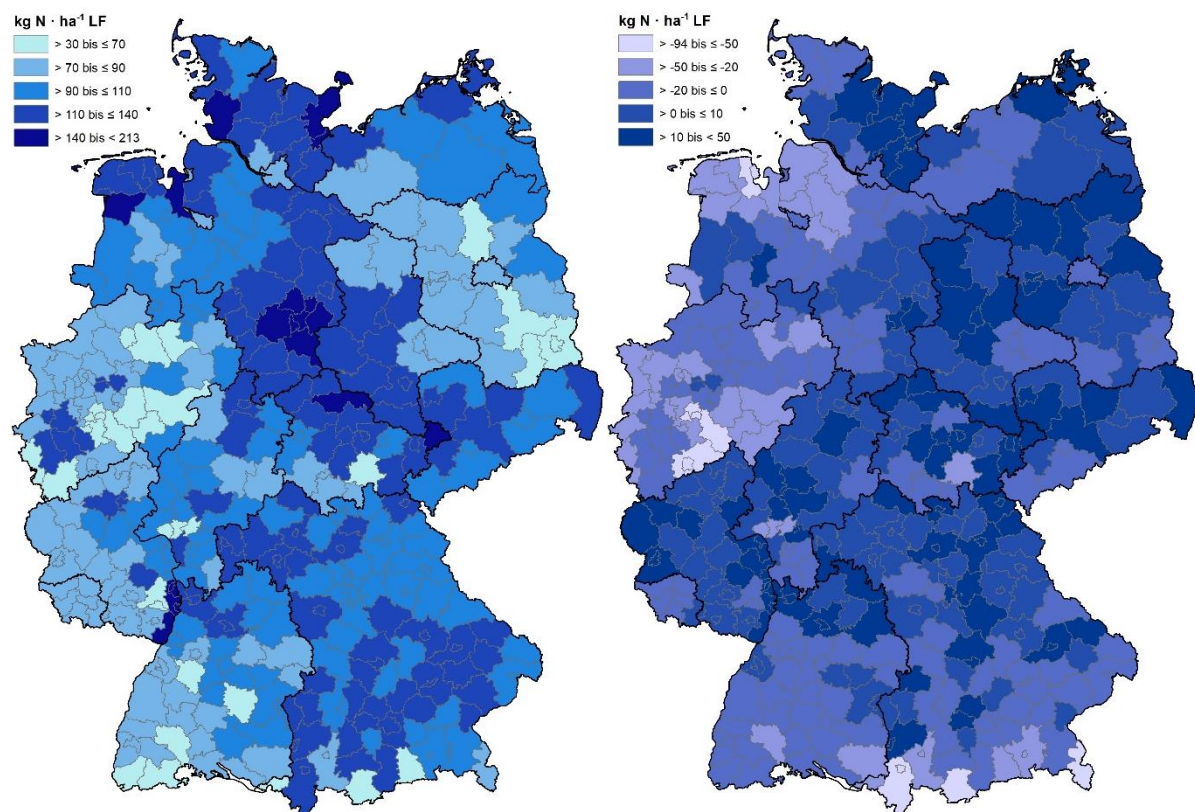 kg N · ha⁻¹ LF
> 30 bis ≤ 70
> 70 bis ≤ 90
> 90 bis ≤ 110
> 110 bis ≤ 140
> 140 bis < 213
kg N · ha⁻¹ LF
> -94 bis ≤ -50
> -50 bis ≤ -20
> -20 bis ≤ 0
> 0 bis ≤ 10
> 10 bis < 50